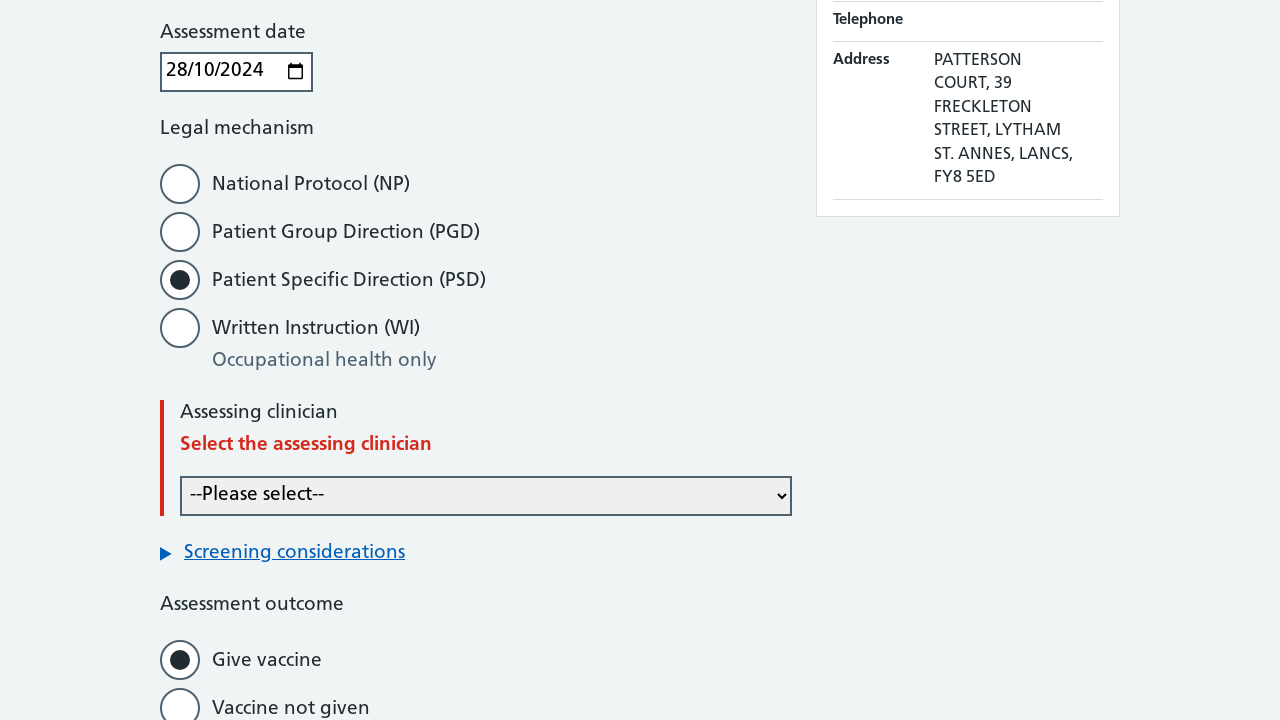 Assessment date
28/10/2024
Legal mechanism
National Protocol (NP)
Patient Group Direction (PGD)
Patient Specific Direction (PSD)
Written Instruction (WI)
Occupational health only
Assessing clinician
Select the assessing clinician
--Please select--
Screening considerations
Assessment outcome
Give vaccine
Vaccine not given
Telephone
Address
PATTERSON
COURT, 39
FRECKLETON
STREET, LYTHAM
ST. ANNES, LANCS,
FY8 5ED